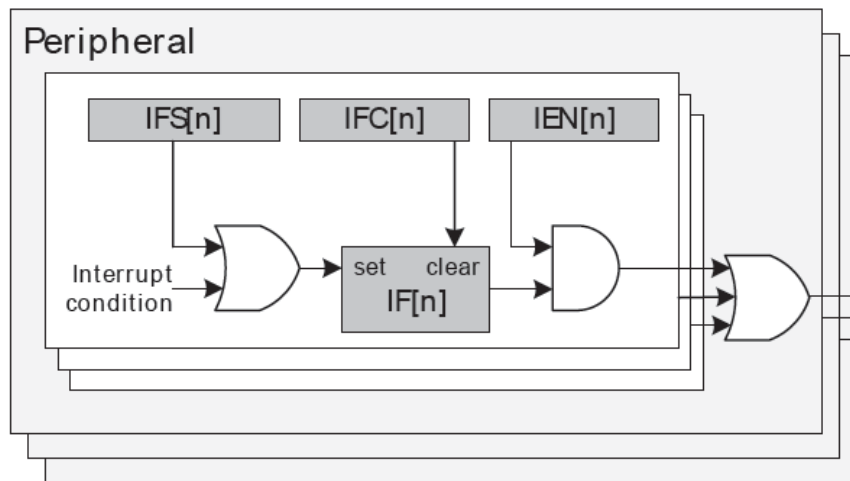 Peripheral
IFS[n]
IFC[n]
IEN[n]
Interrupt
condition
set clear
IF[n]